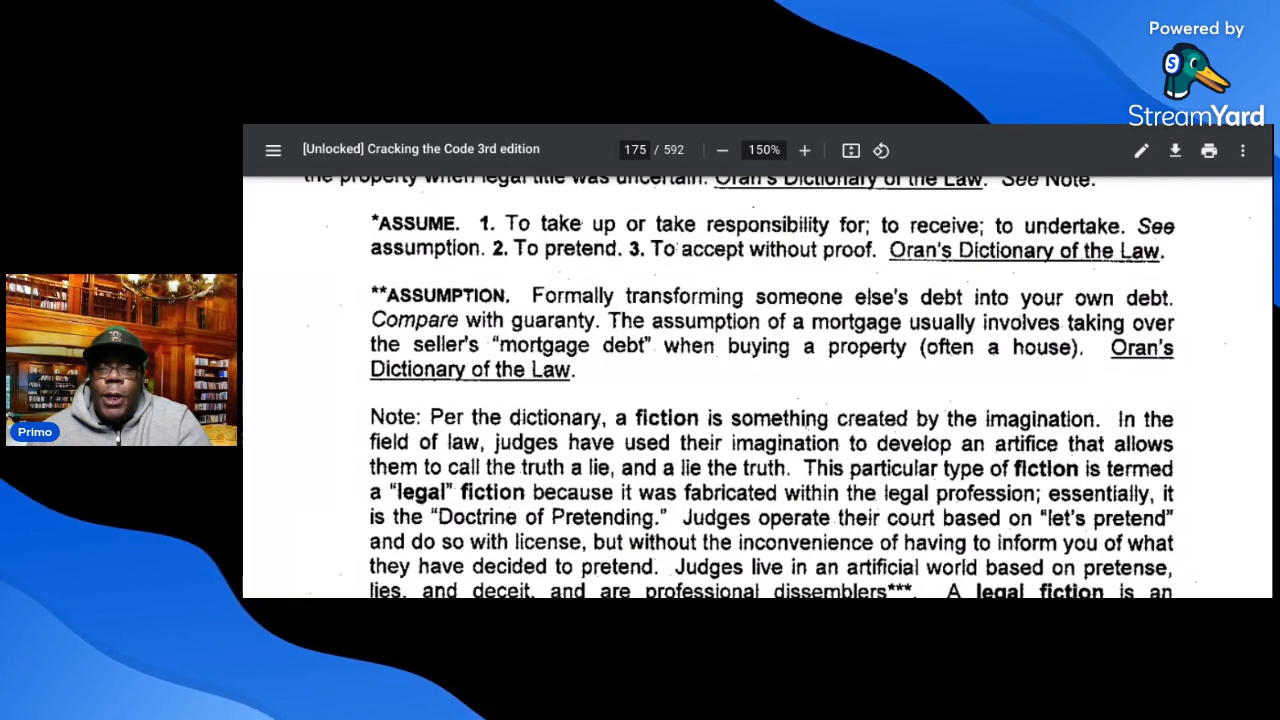 Powered by
StreamYard
[Unlocked] Cracking the Code 3rd edition
175 / 592
150%
the property when legal title was uncertain. Oran's Dictionary of the Law. See Note.
*ASSUME. 1. To take up or take responsibility for; to receive; to undertake. See
assumption. 2. To pretend. 3. To accept without proof. Oran's Dictionary of the Law.
**ASSUMPTION. Formally transforming someone else's debt into your own debt.
Compare with guaranty. The assumption of a mortgage usually involves taking over
the seller's "mortgage debt" when buying a property (often a house). Oran's
Dictionary of the Law.
Note: Per the dictionary, a fiction is something created by the imagination. In the
field of law, judges have used their imagination to develop an artifice that allows
them to call the truth a lie, and a lie the truth. This particular type of fiction is termed
a "legal" fiction because it was fabricated within the legal profession; essentially, it
is the "Doctrine of Pretending." Judges operate their court based on "let's pretend"
and do so with license, but without the inconvenience of having to inform you of what
they have decided to pretend. Judges live in an artificial world based on pretense,
lies, and deceit, and are professional dissemblers***. A legal fiction is an
Primo